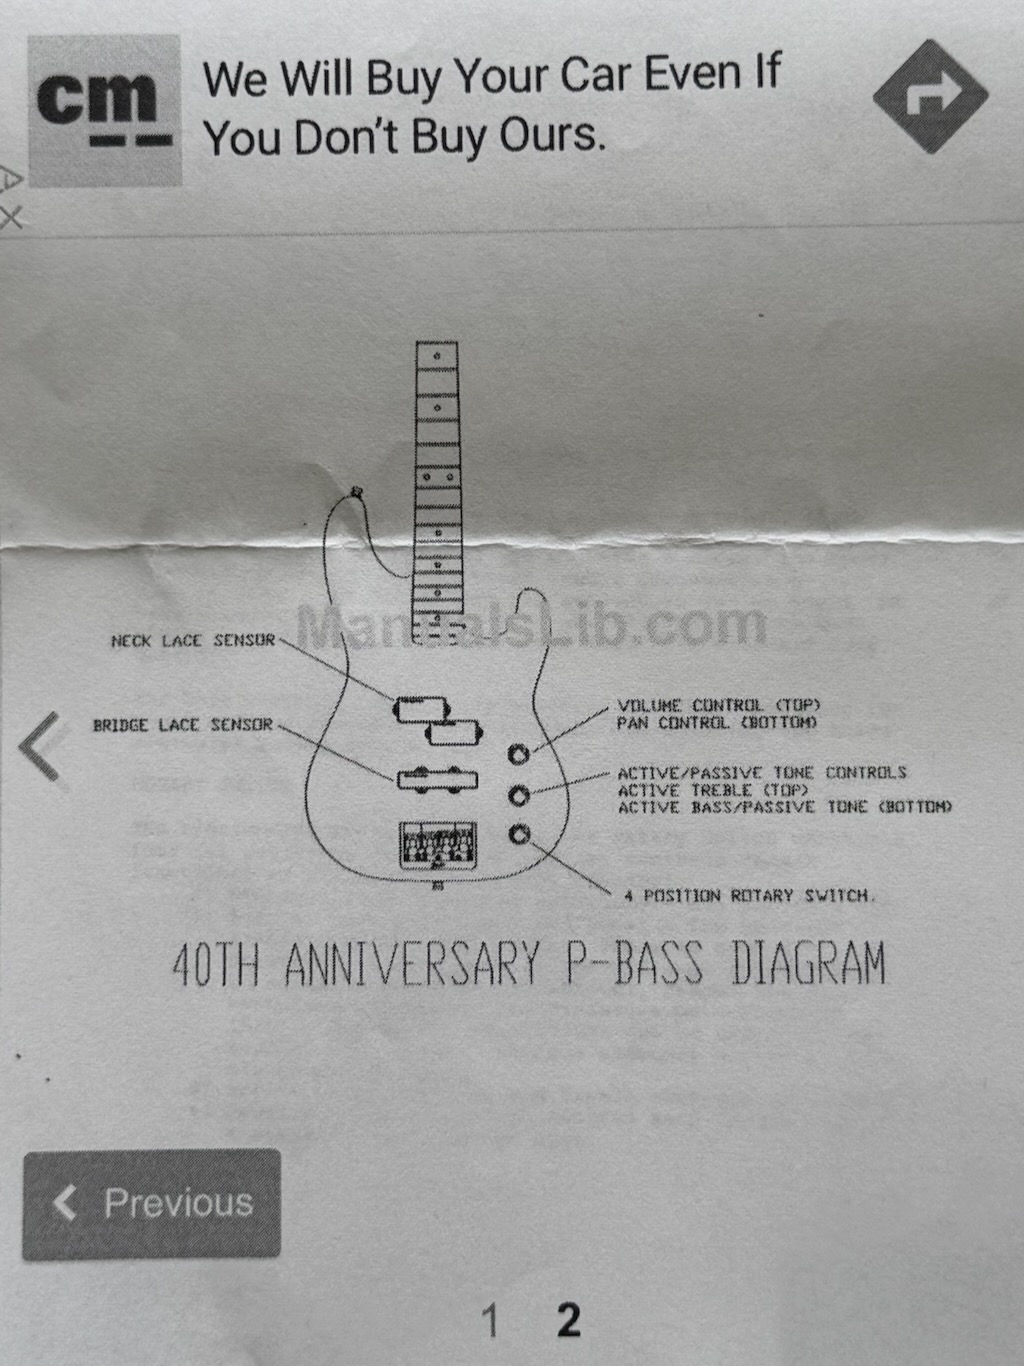 cm
We Will Buy Your Car Even If
You Don't Buy Ours.
ManualsLib.com
NECK LACE SENSOR
BRIDGE LACE SENSOR
VOLUME CONTROL (TOP)
PAN CONTROL (BOTTOM)
ACTIVE/PASSIVE TONE CONTROLS
ACTIVE TREBLE (TOP)
ACTIVE BASS/PASSIVE TONE (BOTTOM)
4 POSITION ROTARY SWITCH.
40TH ANNIVERSARY P-BASS DIAGRAM
Previous
1 2